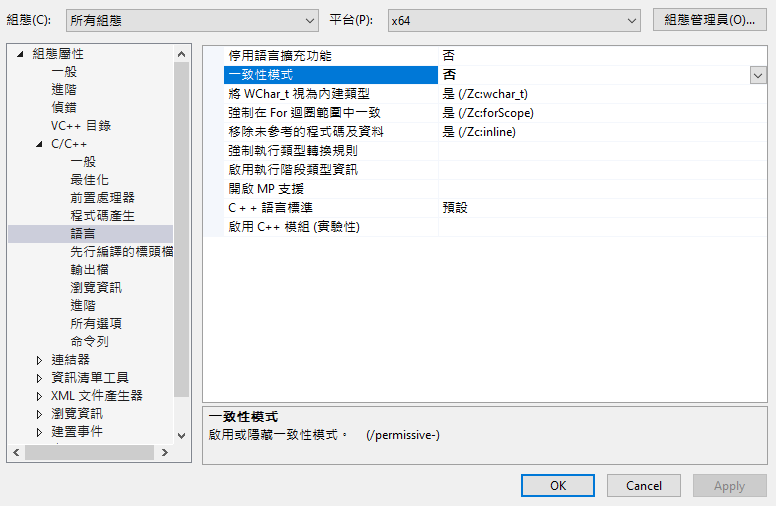 組態(C): 所有組態 平台(P): x64 組態管理員(O)...
組態屬性
一般
進階
偵錯
VC++ 目錄
C/C++
一般
最佳化
前置處理器
程式碼產生
語言
先行編譯的標頭檔
輸出檔
瀏覽資訊
進階
所有選項
命令列
連結器
資訊清單工具
XML 文件產生器
瀏覽資訊
建置事件
停用語言擴充功能 否
一致性模式 否
將 WChar_t 視為內建類型 是 (/Zc:wchar_t)
強制在 For 迴圈範圍中一致 是 (/Zc:forScope)
移除未參考的程式碼及資料 是 (/Zc:inline)
強制執行類型轉換規則
啟用執行階段類型資訊
開啟 MP 支援
C + + 語言標準 預設
啟用 C++ 模組 (實驗性)
一致性模式
啟用或隱藏一致性模式。 (/permissive-)
OK Cancel Apply